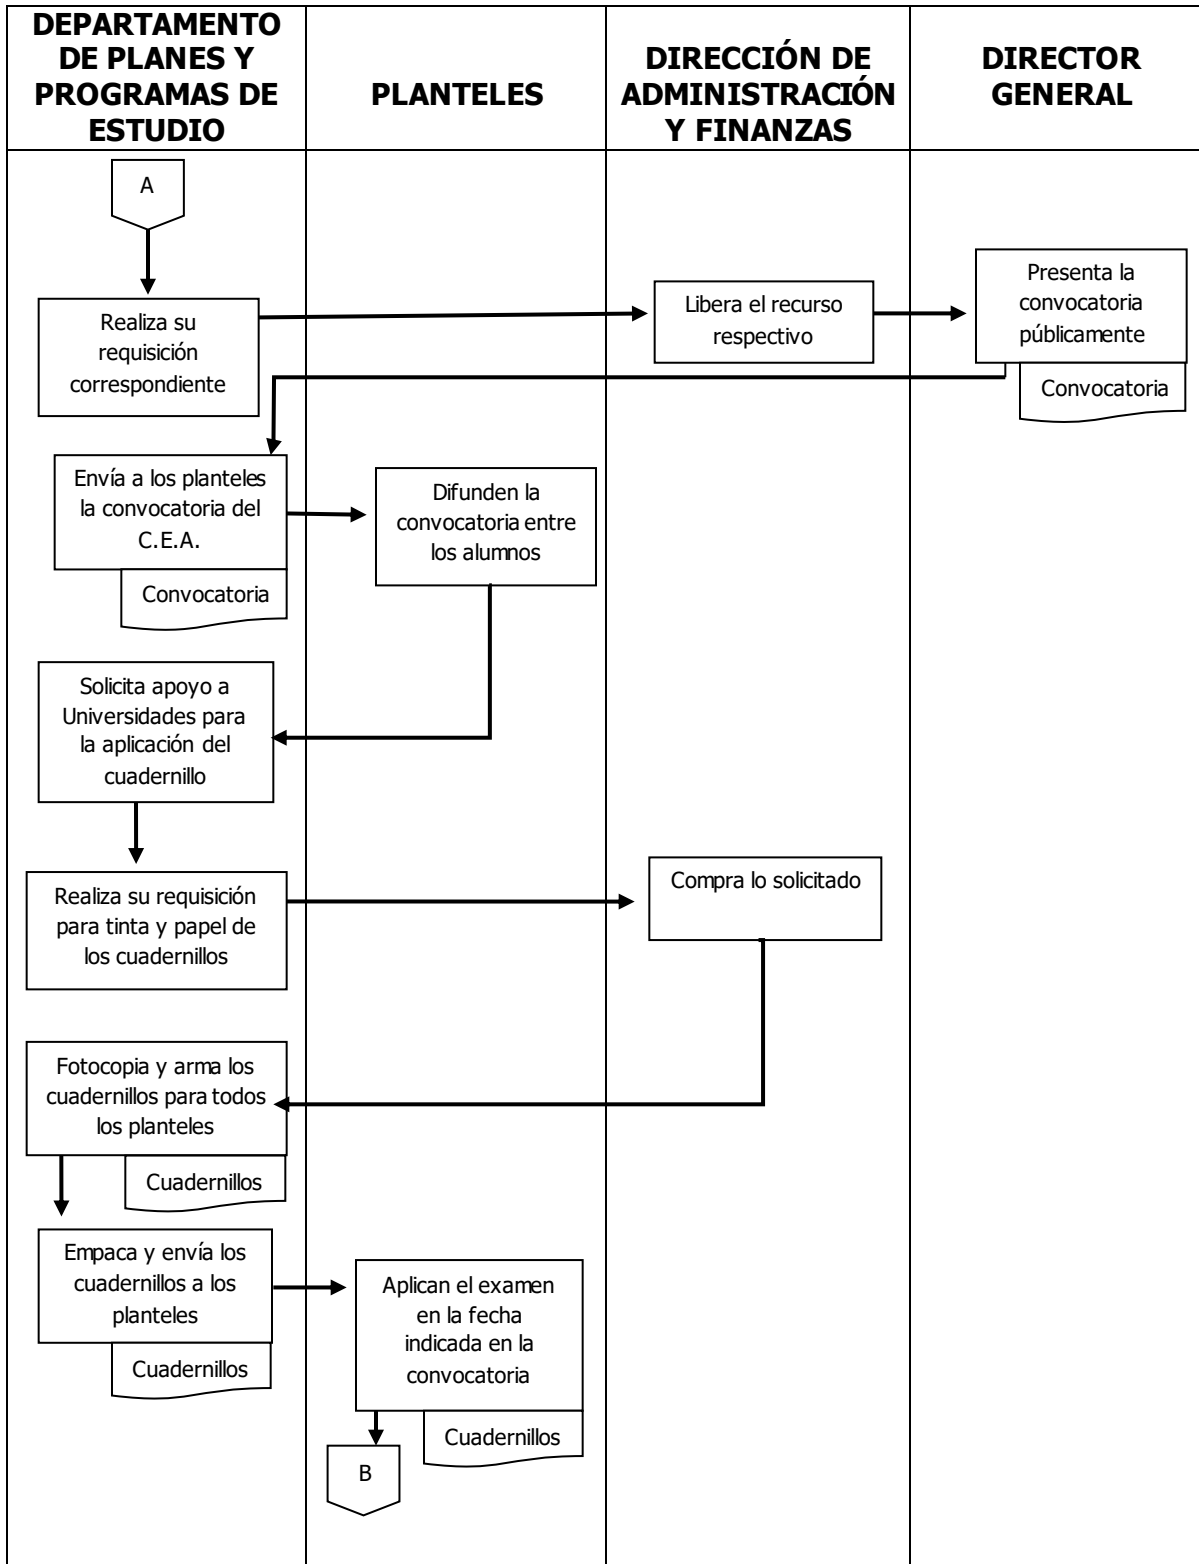 DEPARTAMENTO
DE PLANES Y
PROGRAMAS DE
ESTUDIO
PLANTELES
DIRECCIÓN DE
ADMINISTRACIÓN
Y FINANZAS
DIRECTOR
GENERAL
A
Realiza su
requisición
correspondiente
Libera el recurso
respectivo
Presenta la
convocatoria
públicamente
Convocatoria
Envía a los planteles
la convocatoria del
C.E.A.
Convocatoria
Difunden la
convocatoria entre
los alumnos
Solicita apoyo a
Universidades para
la aplicación del
cuadernillo
Realiza su requisición
para tinta y papel de
los cuadernillos
Compra lo solicitado
Fotocopia y arma los
cuadernillos para todos
los planteles
Cuadernillos
Empaca y envía los
cuadernillos a los
planteles
Cuadernillos
Aplican el examen
en la fecha
indicada en la
convocatoria
Cuadernillos
B